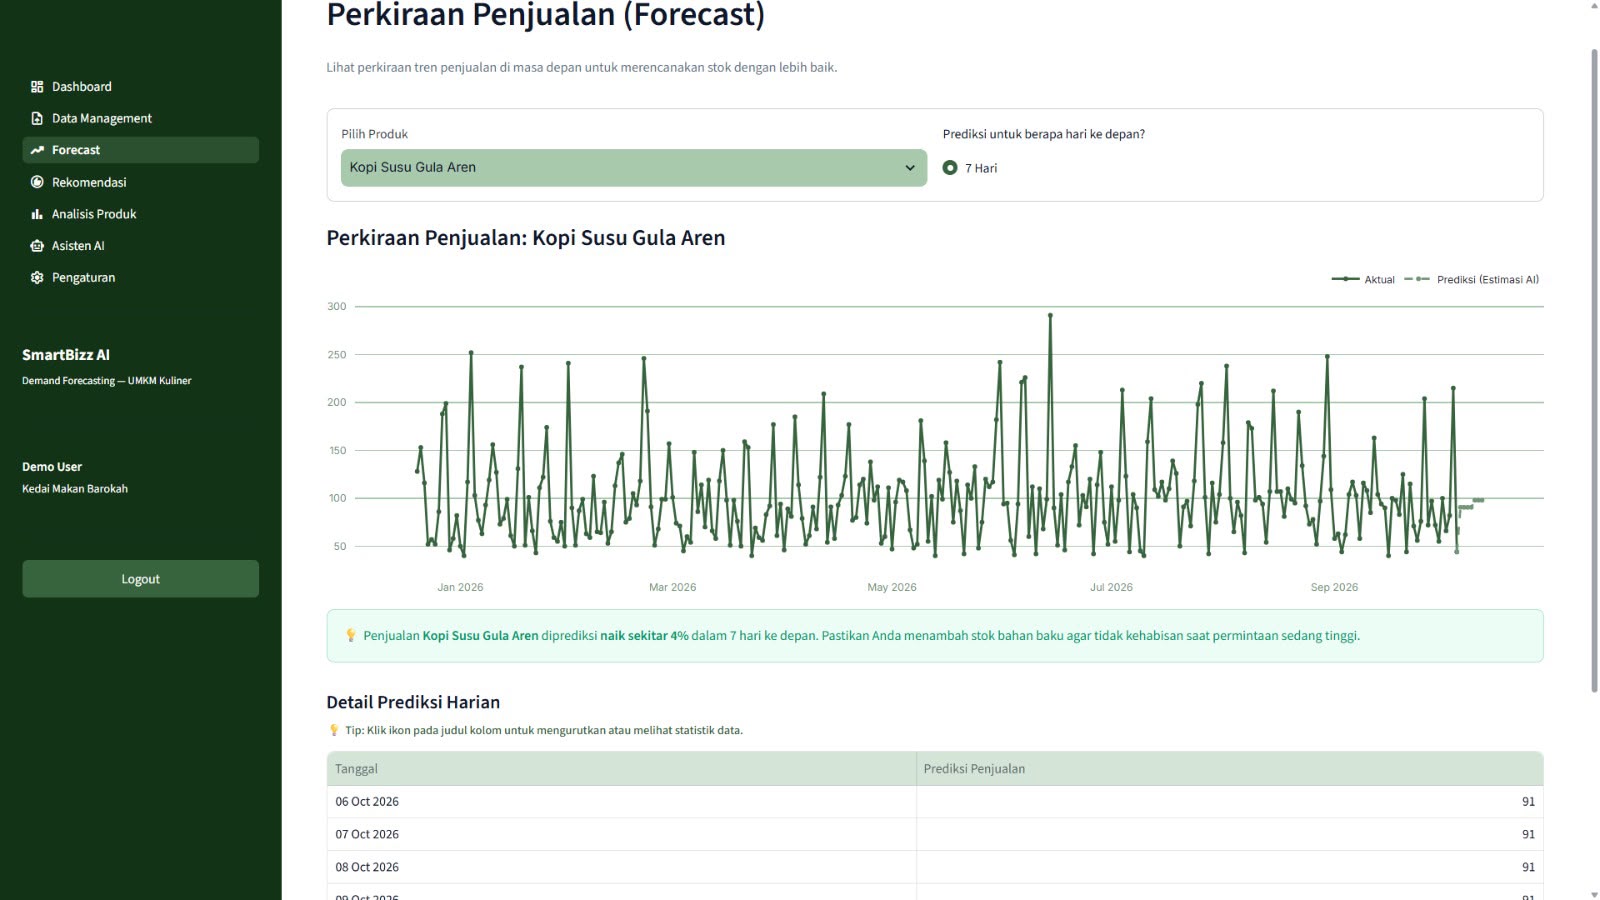 Perkiraan Penjualan (Forecast)
Lihat perkiraan tren penjualan di masa depan untuk merencanakan stok dengan lebih baik.
Dashboard
Data Management
Forecast
Rekomendasi
Analisis Produk
Asisten AI
Pengaturan
SmartBizz AI
Demand Forecasting — UMKM Kuliner
Demo User
Kedai Makan Barokah
Logout
Pilih Produk
Kopi Susu Gula Aren
Prediksi untuk berapa hari ke depan?
7 Hari
Perkiraan Penjualan: Kopi Susu Gula Aren
Aktual
Prediksi (Estimasi AI)
300
250
200
150
100
50
Jan 2026
Mar 2026
May 2026
Jul 2026
Sep 2026
Penjualan Kopi Susu Gula Aren diprediksi naik sekitar 4% dalam 7 hari ke depan. Pastikan Anda menambah stok bahan baku agar tidak kehabisan saat permintaan sedang tinggi.
Detail Prediksi Harian
Tip: Klik ikon pada judul kolom untuk mengurutkan atau melihat statistik data.
Tanggal Prediksi Penjualan
06 Oct 2026 91
07 Oct 2026 91
08 Oct 2026 91
09 Oct 2026 91